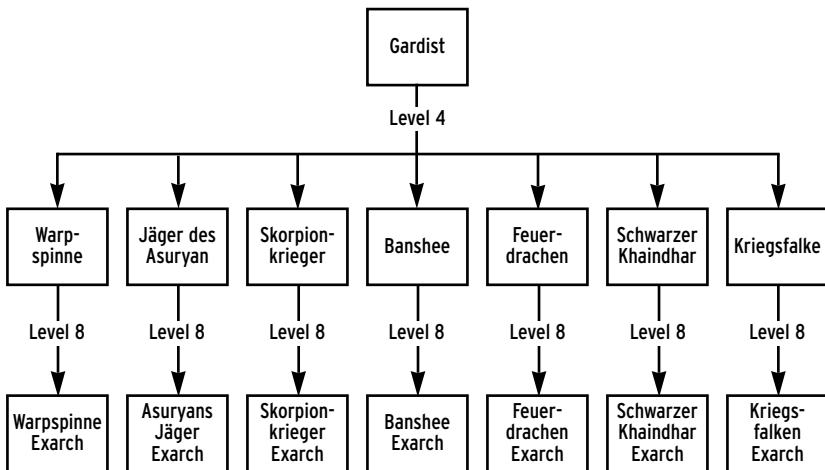 Gardist
Level 4
Warp-
spinne
Jäger des
Asuryan
Skorpion-
krieger
Banshee
Feuer-
drachen
Schwarzer
Khaindhar
Kriegsfalke
Level 8
Level 8
Level 8
Level 8
Level 8
Level 8
Level 8
Warpspinne
Exarch
Asuryans
Jäger
Exarch
Skorpion-
krieger
Exarch
Banshee
Exarch
Feuer-
drachen
Exarch
Schwarzer
Khaindhar
Exarch
Kriegs-
falken
Exarch